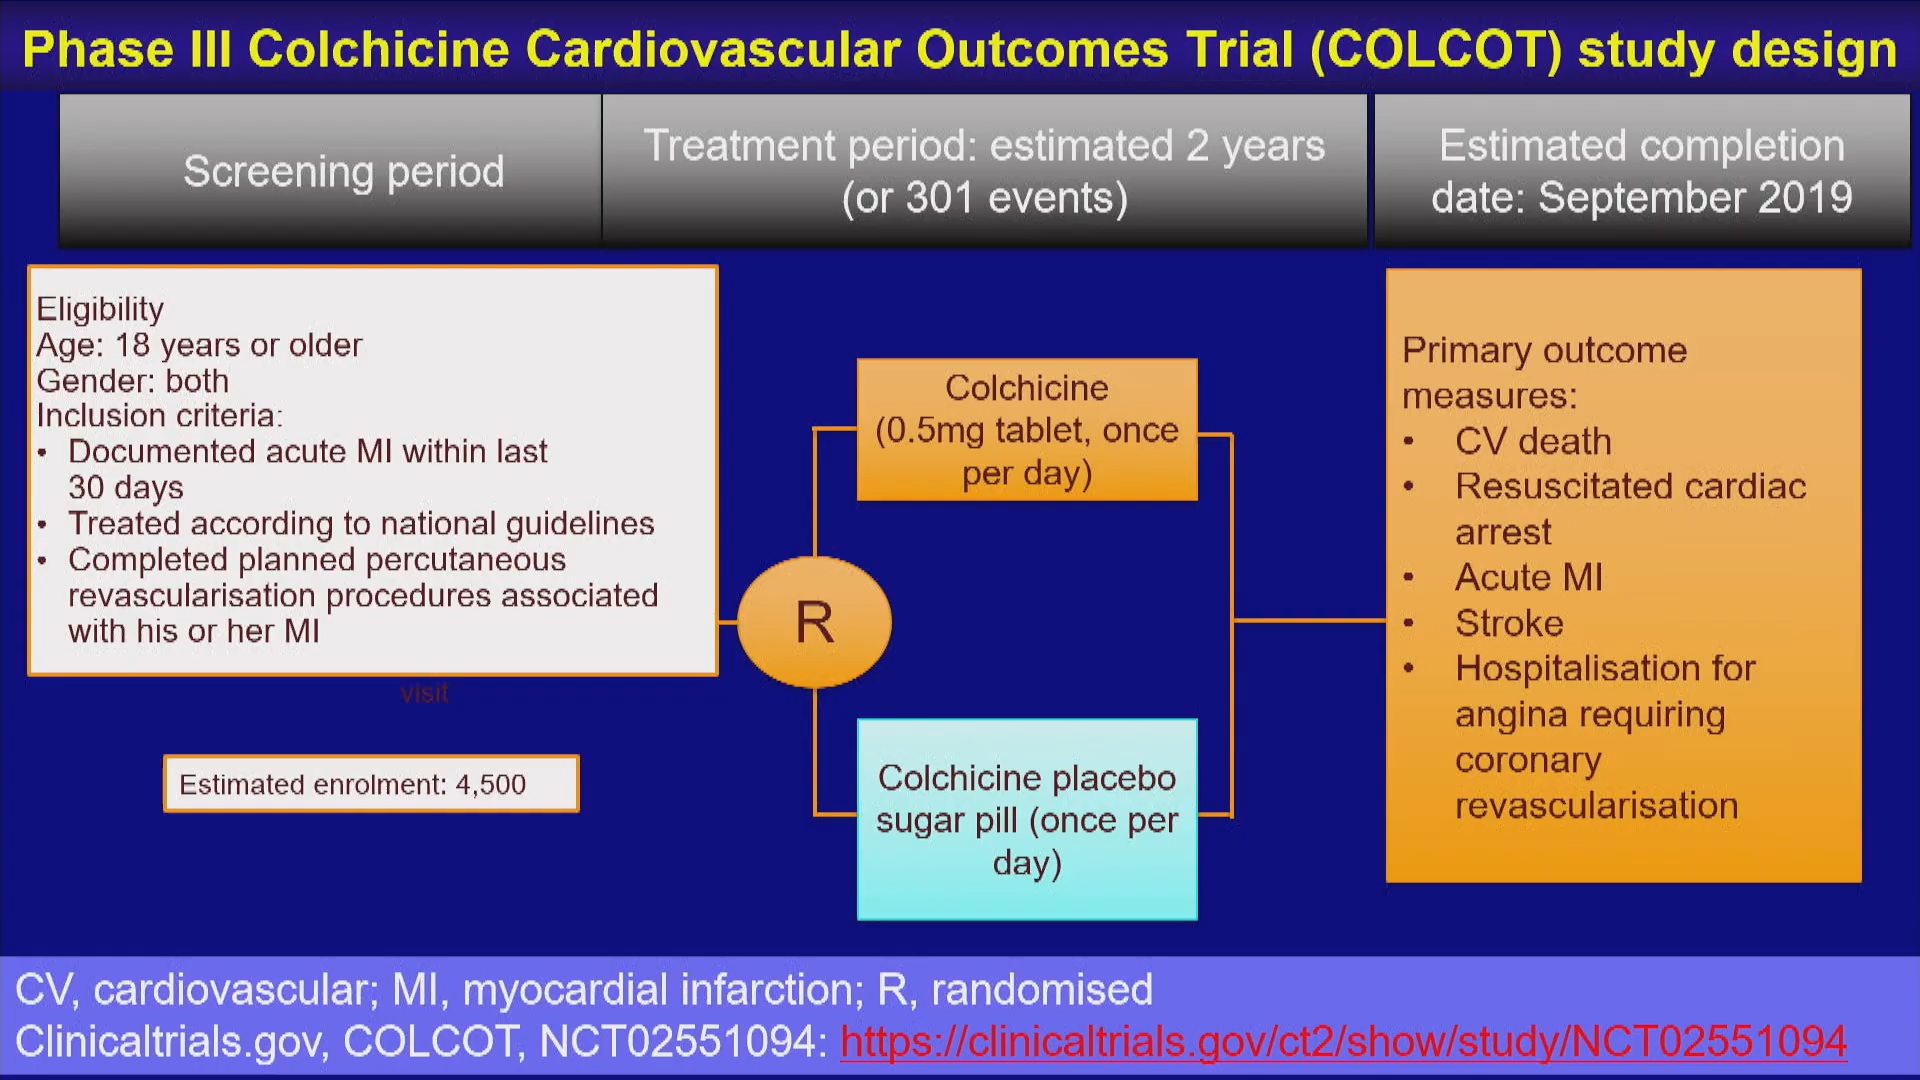 Phase III Colchicine Cardiovascular Outcomes Trial (COLCOT) study design
Screening period
Treatment period: estimated 2 years
(or 301 events)
Estimated completion
date: September 2019
Eligibility
Age: 18 years or older
Gender: both
Inclusion criteria:
• Documented acute MI within last
30 days
• Treated according to national guidelines
• Completed planned percutaneous
revascularisation procedures associated
with his or her MI
visit
Estimated enrolment: 4,500
R
Colchicine
(0.5mg tablet, once
per day)
Colchicine placebo
sugar pill (once per
day)
Primary outcome
measures:
• CV death
• Resuscitated cardiac
arrest
• Acute MI
• Stroke
• Hospitalisation for
angina requiring
coronary
revascularisation
CV, cardiovascular; MI, myocardial infarction; R, randomised
Clinicaltrials.gov, COLCOT, NCT02551094: https://clinicaltrials.gov/ct2/show/study/NCT02551094